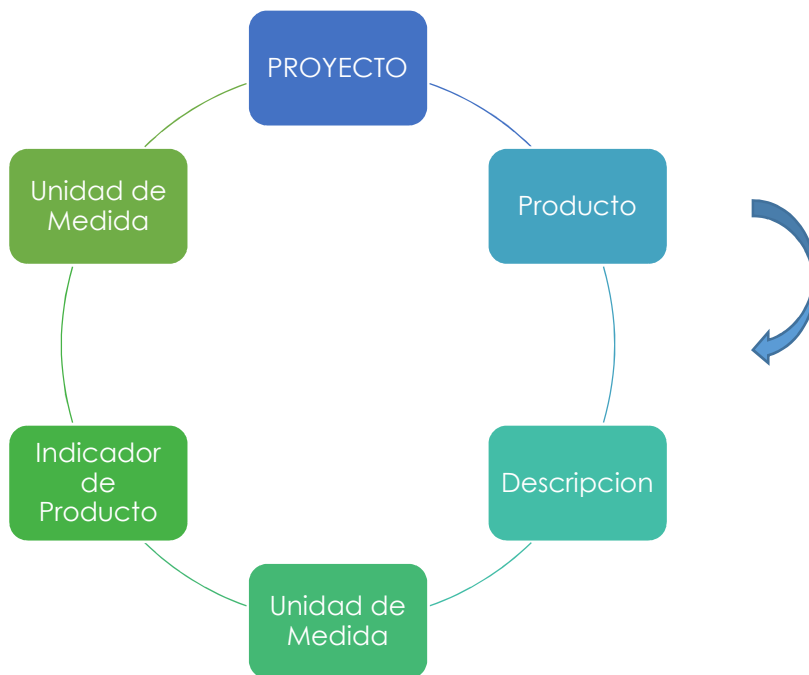 PROYECTO
Producto
Descripcion
Unidad de
Medida
Indicador
de
Producto
Unidad de
Medida